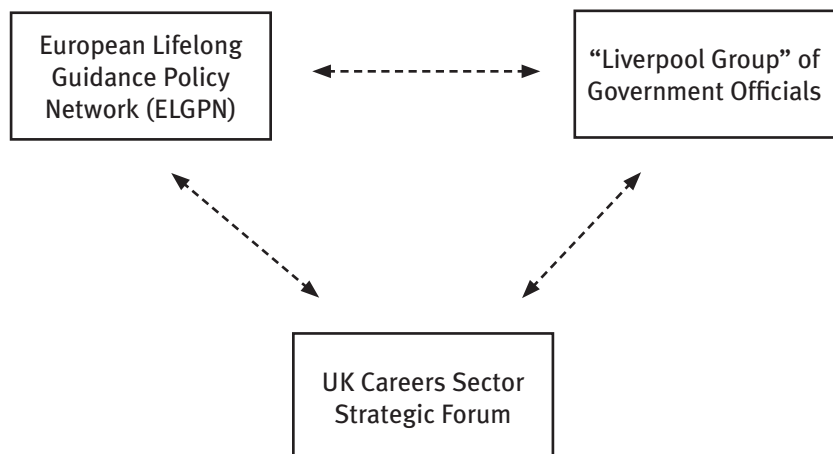 European Lifelong
Guidance Policy
Network (ELGPN)
“Liverpool Group” of
Government Officials
UK Careers Sector
Strategic Forum